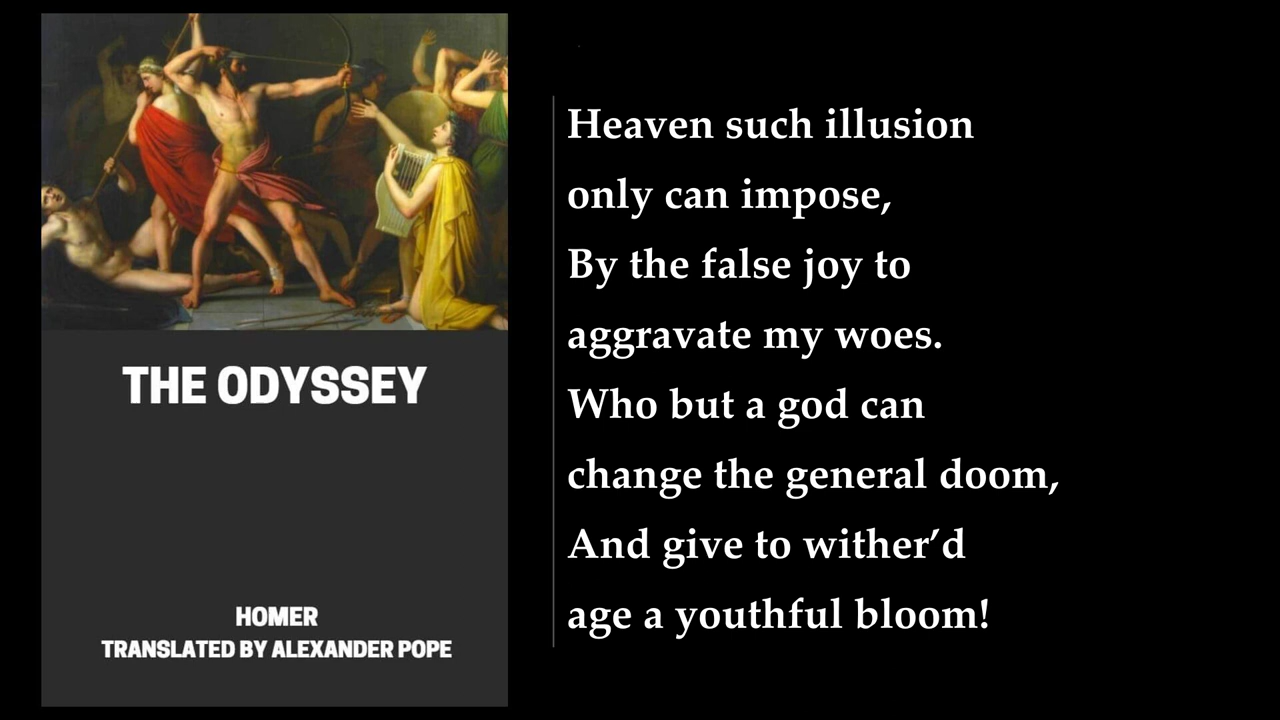 THE ODYSSEY
HOMER
TRANSLATED BY ALEXANDER POPE
Heaven such illusion
only can impose,
By the false joy to
aggravate my woes.
Who but a god can
change the general doom,
And give to wither’d
age a youthful bloom!